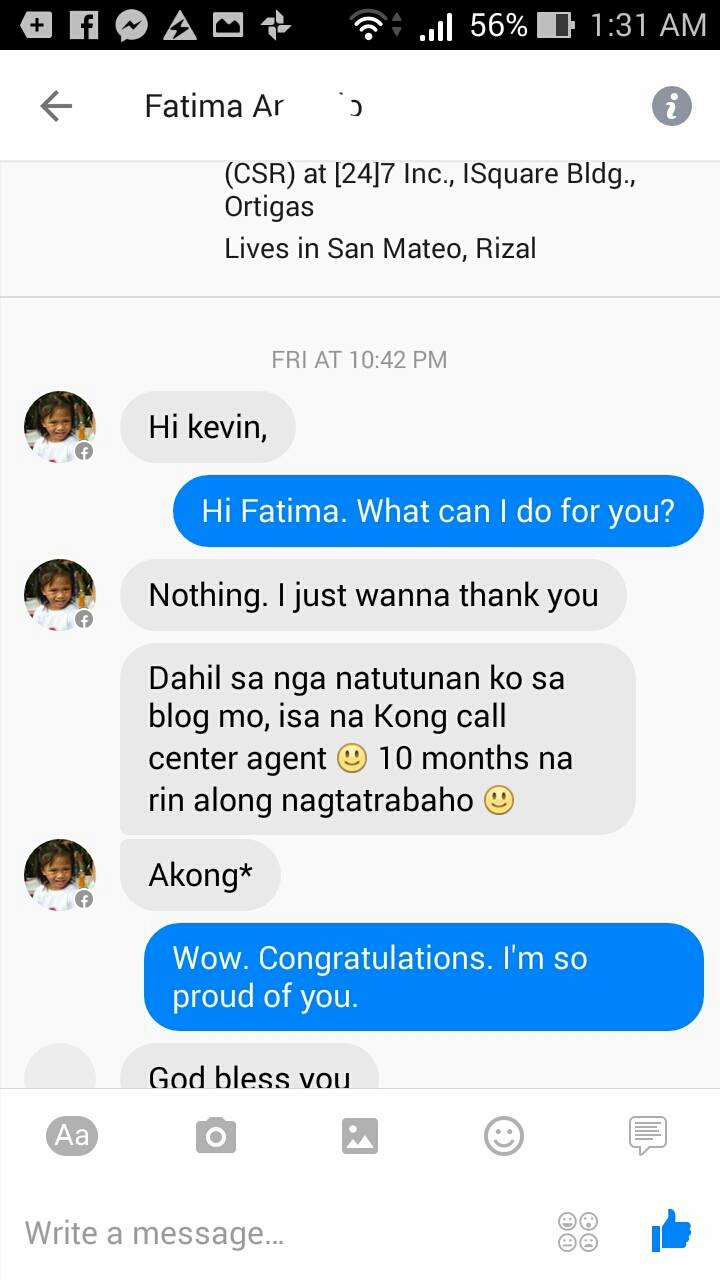 56% 1:31 AM
Fatima Ar
(CSR) at [24]7 Inc., ISquare Bldg.,
Ortigas
Lives in San Mateo, Rizal
FRI AT 10:42 PM
Hi kevin,
Hi Fatima. What can I do for you?
Nothing. I just wanna thank you
Dahil sa nga natutunan ko sa
blog mo, isa na Kong call
center agent 🙂 10 months na
rin along nagtatrabaho 🙂
Akong*
Wow. Congratulations. I'm so
proud of you.
God bless you
Aa
Write a message...